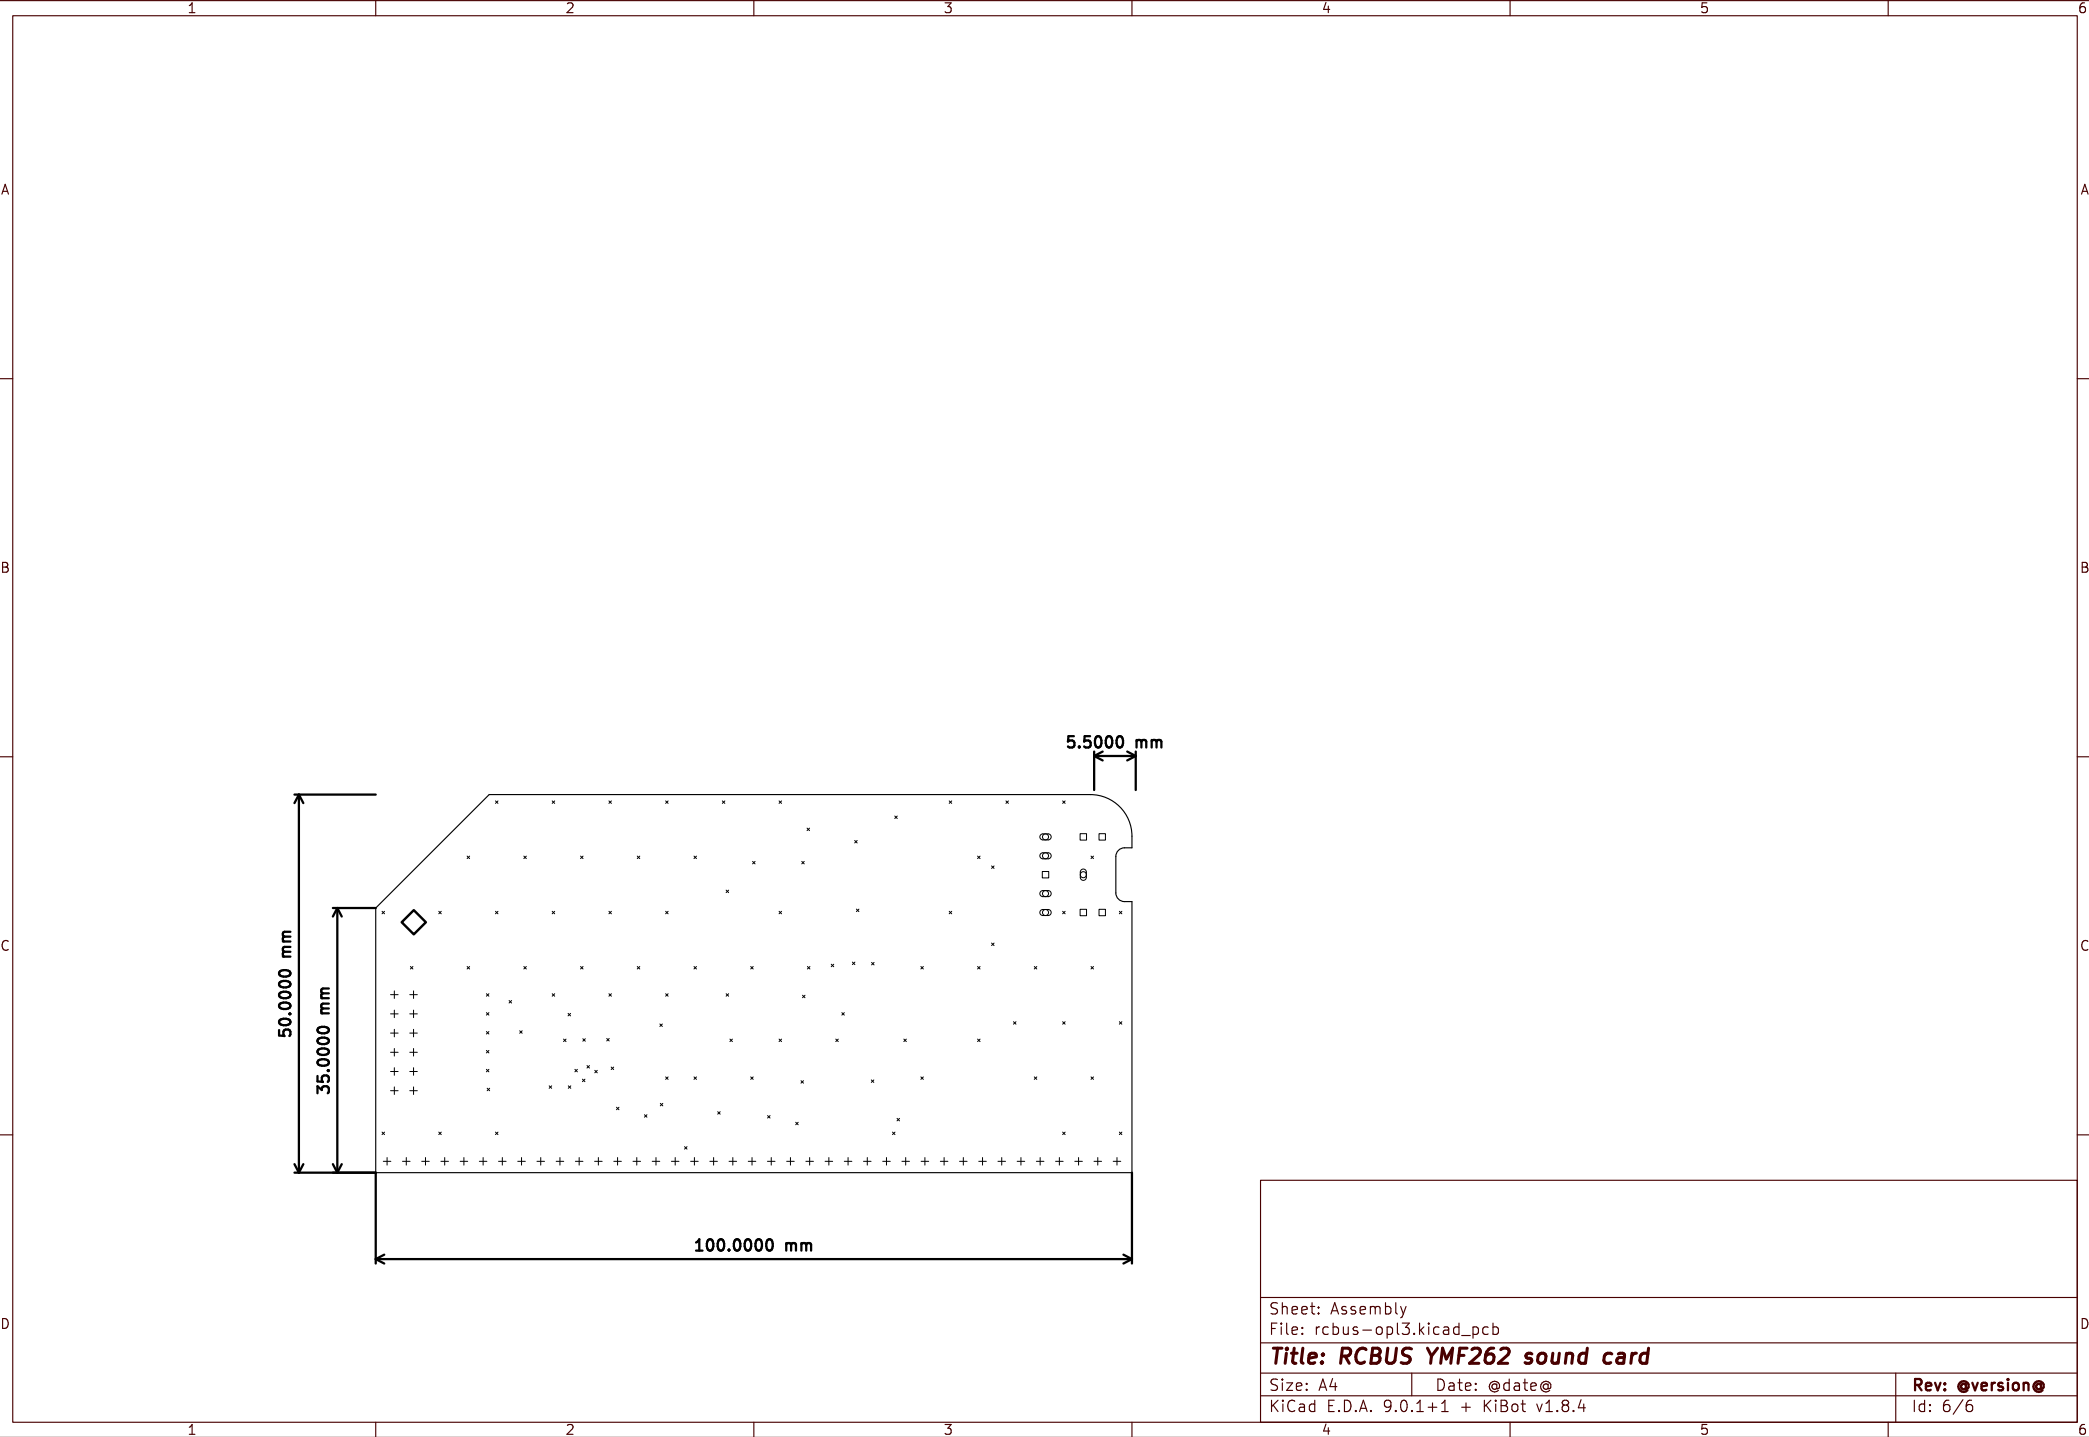 1 2 3 4 5 6
A A
B B
5.5000 mm
50.0000 mm
35.0000 mm
C C
100.0000 mm
Sheet: Assembly
File: rcbus-opl3.kicad_pcb
D D
Title: RCBUS YMF262 sound card
Size: A4 Date: @date@ Rev: @version@
KiCad E.D.A. 9.0.1+1 + KiBot v1.8.4 Id: 6/6
1 2 3 4 5 6